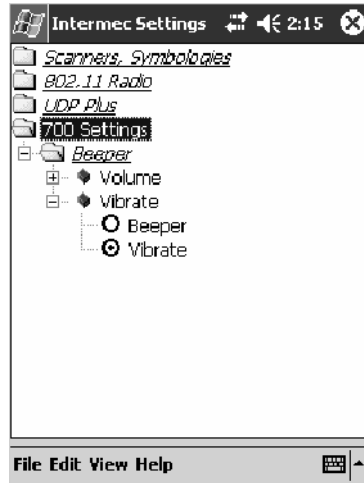 Intermec Settings 2:15
Scanners, Symbologies
802.11 Radio
UDP Plus
700 Settings
Beeper
Volume
Vibrate
Beeper
Vibrate
File Edit View Help